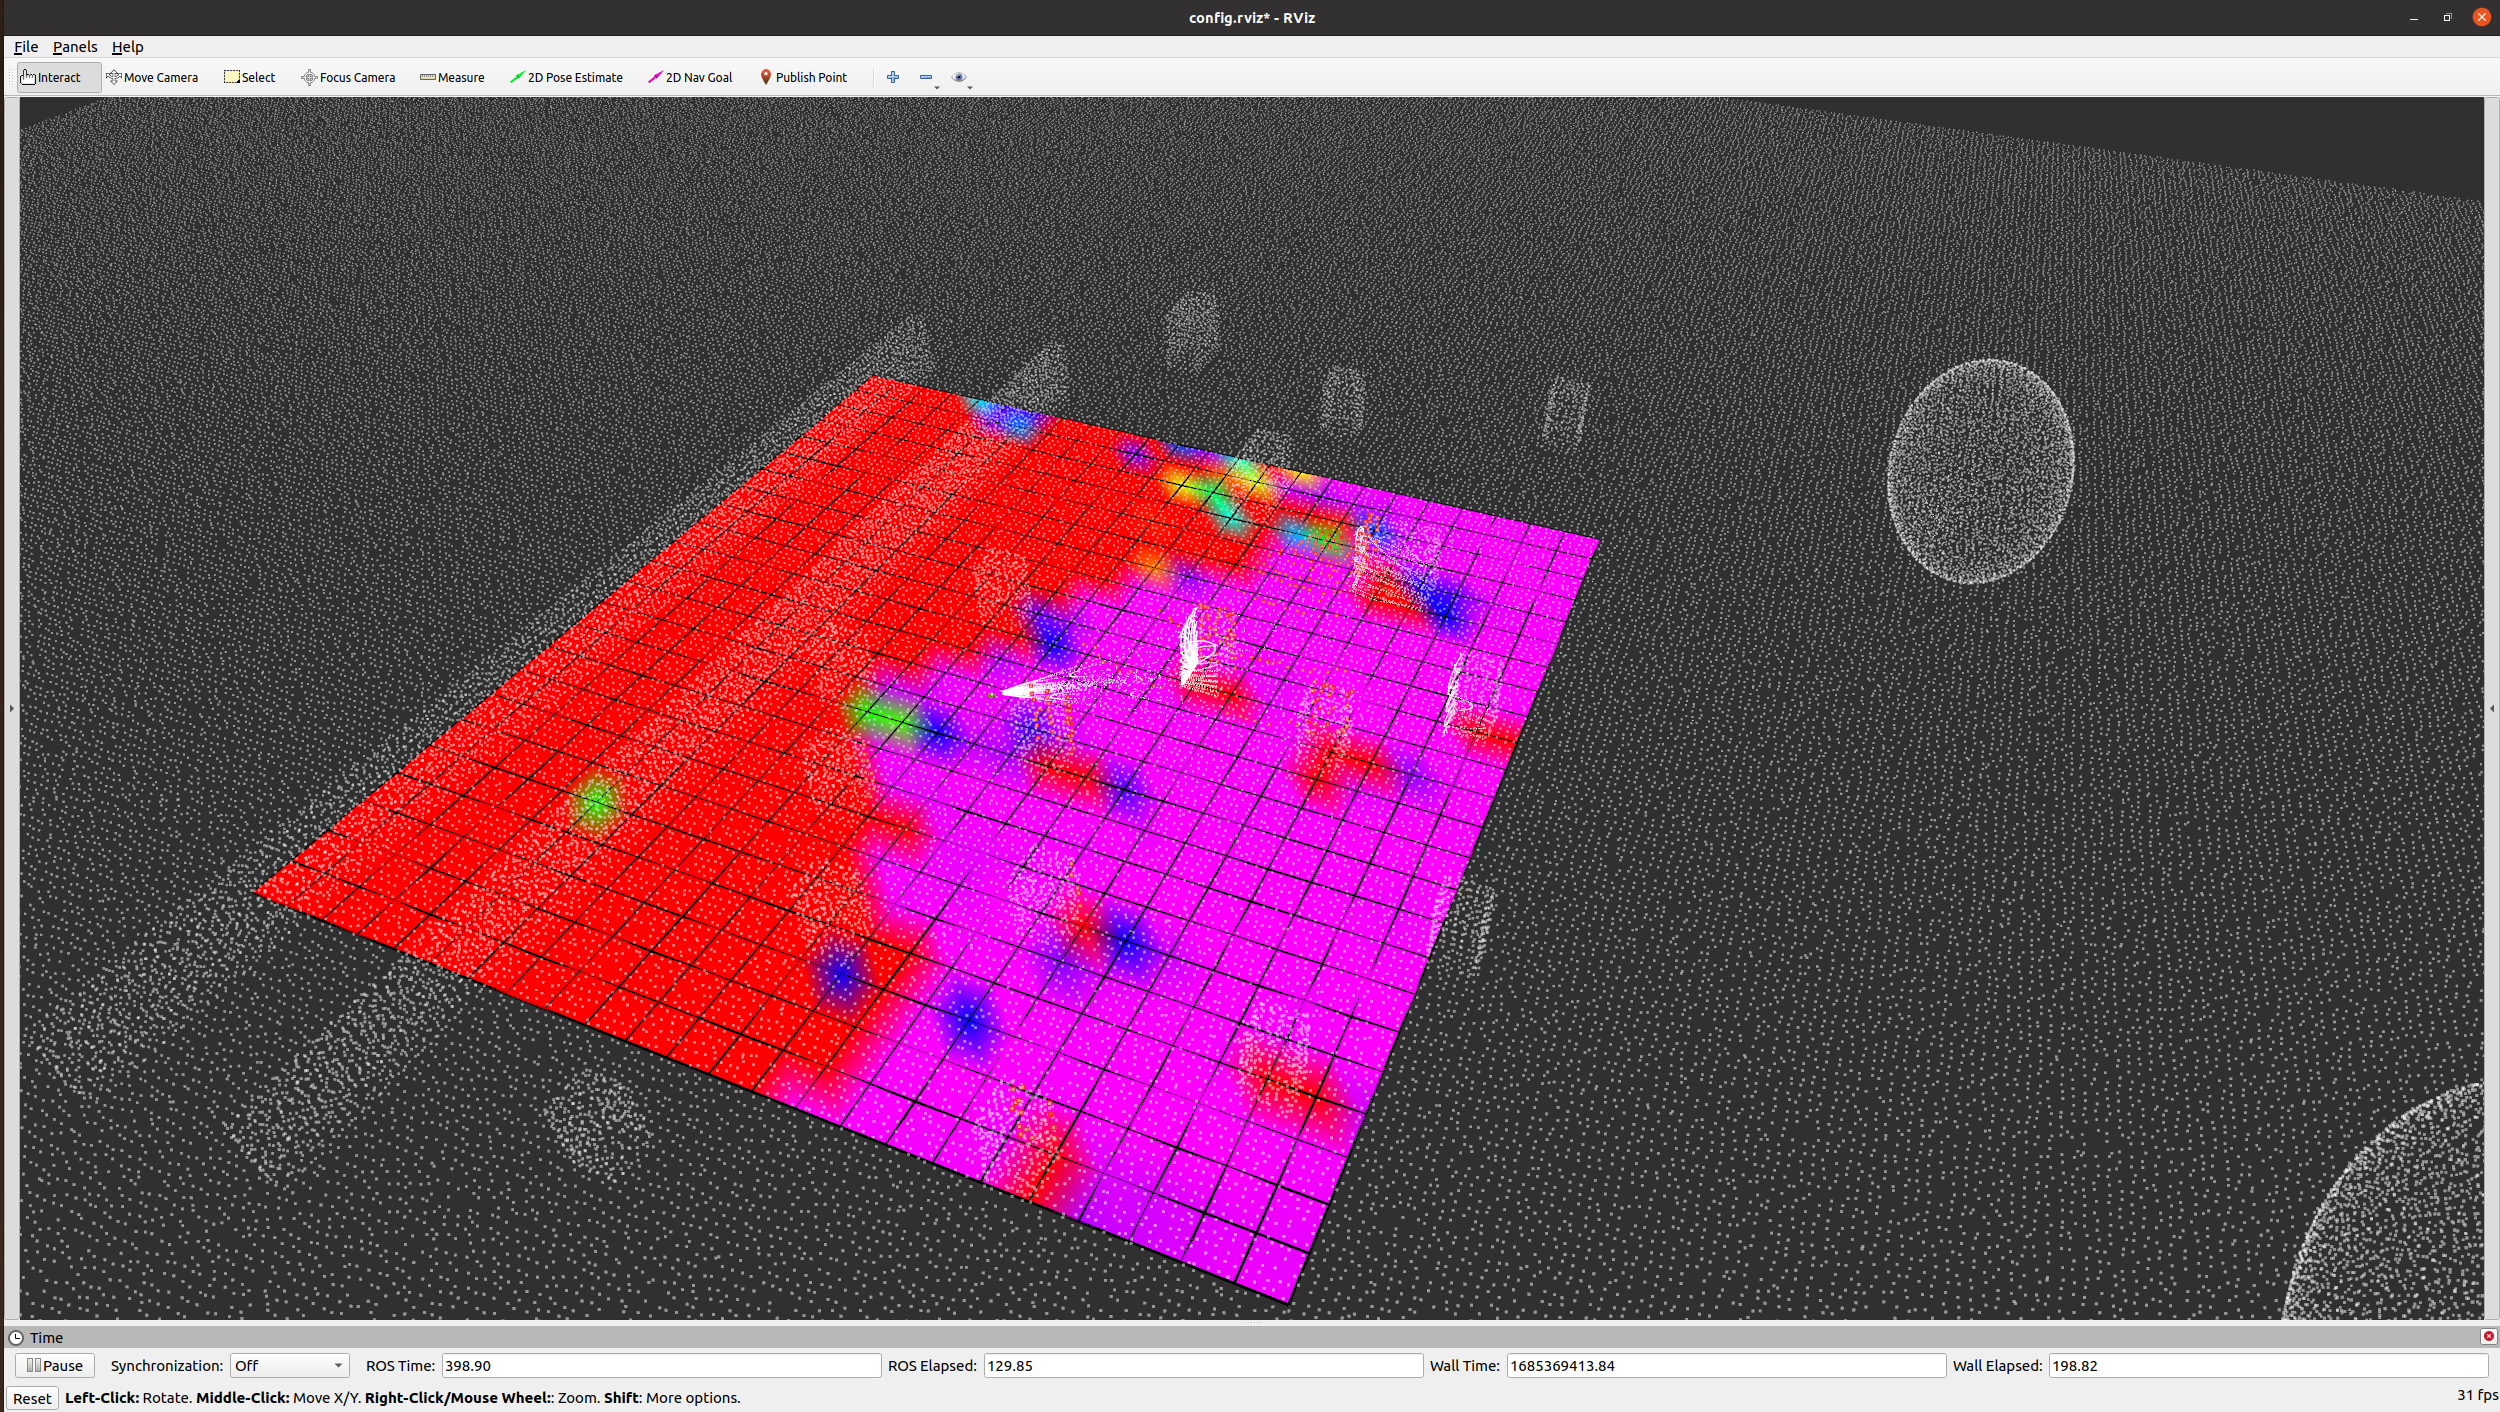 config.rviz* - RViz
File Panels Help
Interact Move Camera Select Focus Camera Measure 2D Pose Estimate 2D Nav Goal Publish Point
Time
Pause Synchronization: Off ROS Time: 398.90 ROS Elapsed: 129.85 Wall Time: 1685369413.84 Wall Elapsed: 198.82
Reset Left-Click: Rotate. Middle-Click: Move X/Y. Right-Click/Mouse Wheel:: Zoom. Shift: More options. 31 fps